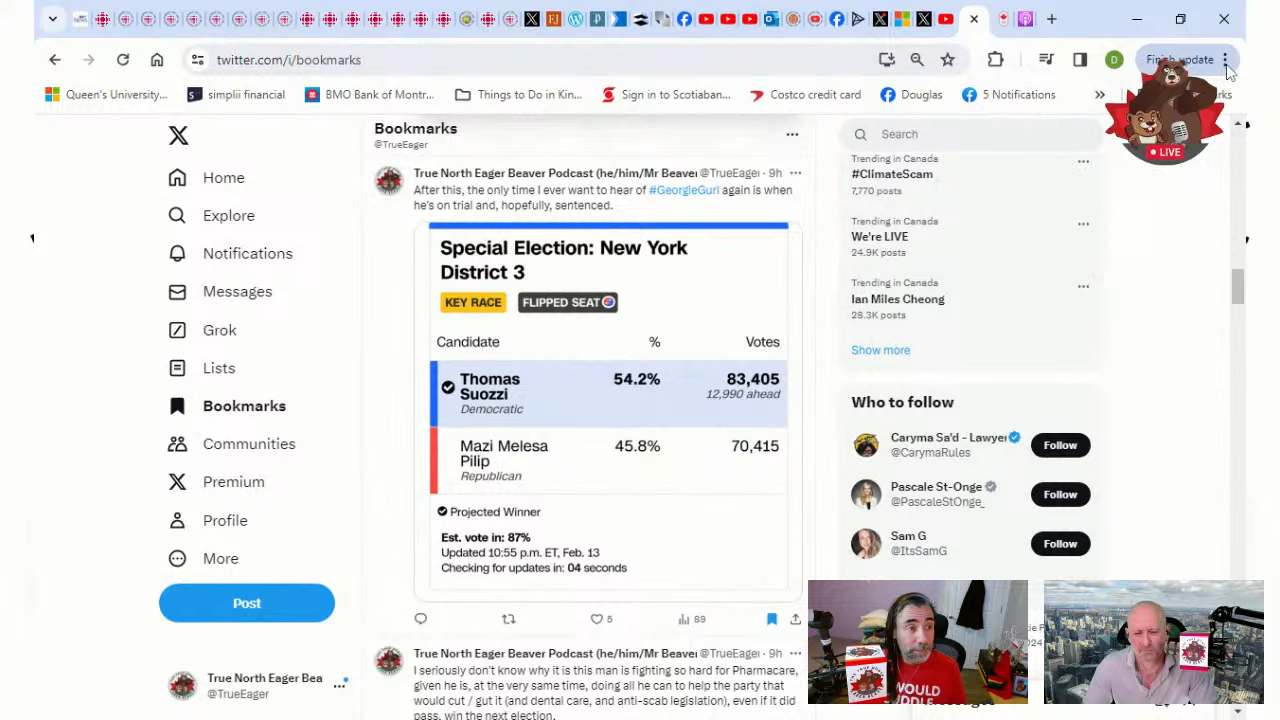 twitter.com/i/bookmarks
Finish update
Queen's University...
simplii financial
BMO Bank of Montr...
Things to Do in Kin...
Sign in to Scotiaban...
Costco credit card
Douglas
5 Notifications
LIVE
Home
Explore
Notifications
Messages
Grok
Lists
Bookmarks
Communities
Premium
Profile
More
Post
True North Eager Bea
@TrueEager
Bookmarks
@TrueEager
True North Eager Beaver Podcast (he/him/Mr Beaver @TrueEager · 9h
After this, the only time I ever want to hear of #GeorgieGurl again is when
he's on trial and, hopefully, sentenced.
Special Election: New York
District 3
KEY RACE FLIPPED SEAT
Candidate % Votes
Thomas
Suozzi
54.2% 83,405
12,990 ahead
Democratic
Mazi Melesa
Pilip
45.8% 70,415
Republican
Projected Winner
Est. vote in: 87%
Updated 10:55 p.m. ET, Feb. 13
Checking for updates in: 04 seconds
5
89
True North Eager Beaver Podcast (he/him/Mr Beaver @TrueEager · 9h
I seriously don't know why it is this man is fighting so hard for Pharmacare,
given he is, at the very same time, doing all he can to help the party that
would cut / gut it (and dental care, and anti-scab legislation), even if it did
pass, win the next election.
Search
Trending in Canada
#ClimateScam
7,770 posts
Trending in Canada
We're LIVE
24.9K posts
Trending in Canada
Ian Miles Cheong
28.3K posts
Show more
Who to follow
Caryma Sa'd - Lawyer
@CarymaRules
Follow
Pascale St-Onge
@PascaleStOnge_
Follow
Sam G
@ItsSamG
Follow
WOULD